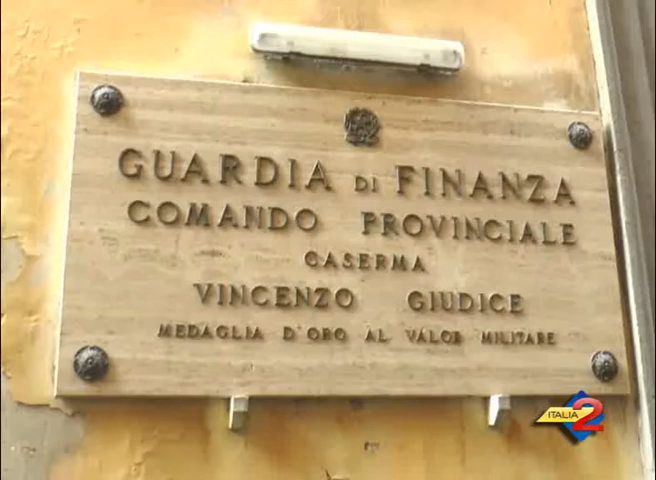 GUARDIA DI FINANZA
COMANDO PROVINCIALE
CASERMA
VINCENZO GIUDICE
MEDAGLIA D'ORO AL VALOR MILITARE
ITALIA 2